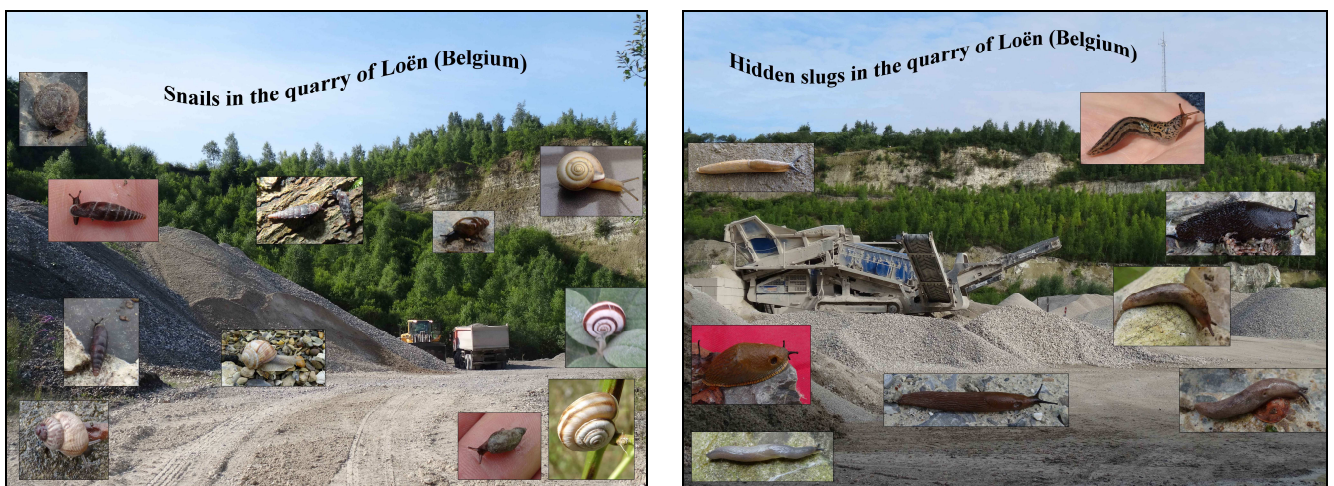 Snails in the quarry of Loën (Belgium)
Hidden slugs in the quarry of Loën (Belgium)